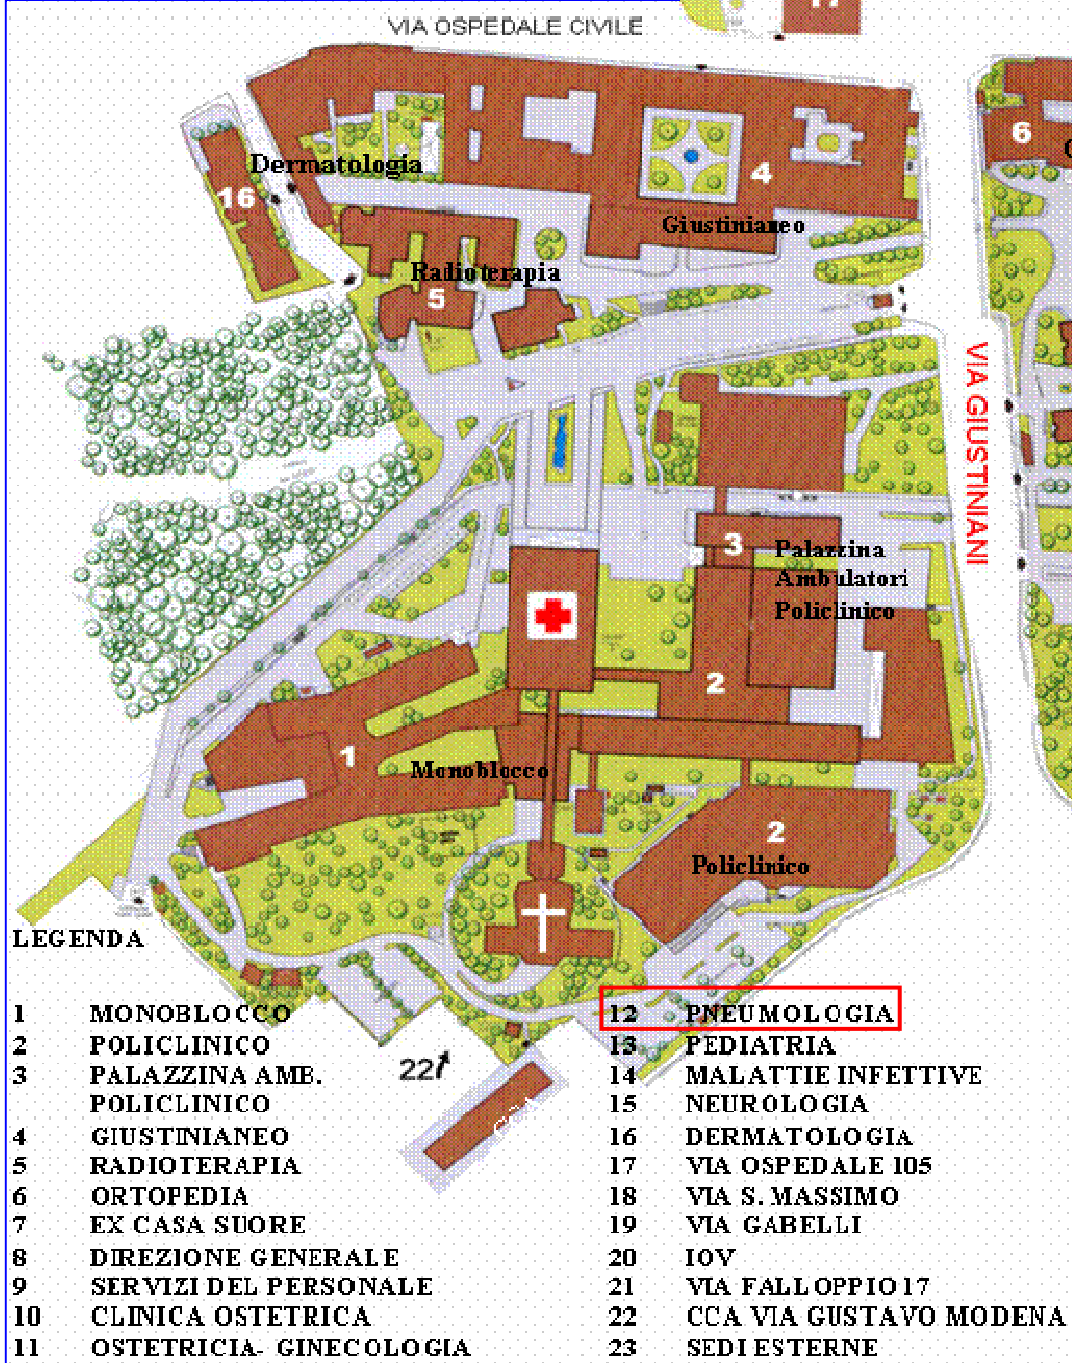 17
VIA OSPEDALE CIVILE
6
Dermatologia
4
16
Giustinianeo
Radioterapia
5
VIA GIUSTINIANI
3
Palazzina
Ambulatori
Policlinico
2
1
Monoblocco
2
Policlinico
LEGENDA
1 MONOBLOCCO
2 POLICLINICO
3 PALAZZINA AMB.
POLICLINICO
4 GIUSTINIANEO
5 RADIOTERAPIA
6 ORTOPEDIA
7 EX CASA SUORE
8 DIREZIONE GENERALE
9 SERVIZI DEL PERSONALE
10 CLINICA OSTETRICA
11 OSTETRICIA- GINECOLOGIA
22
12 PNEUMOLOGIA
13 PEDIATRIA
14 MALATTIE INFETTIVE
15 NEUROLOGIA
16 DERMATOLOGIA
17 VIA OSPEDALE 105
18 VIA S. MASSIMO
19 VIA GABELLI
20 IOV
21 VIA FALLOPPIO 17
22 CCA VIA GUSTAVO MODENA
23 SEDI ESTERNE